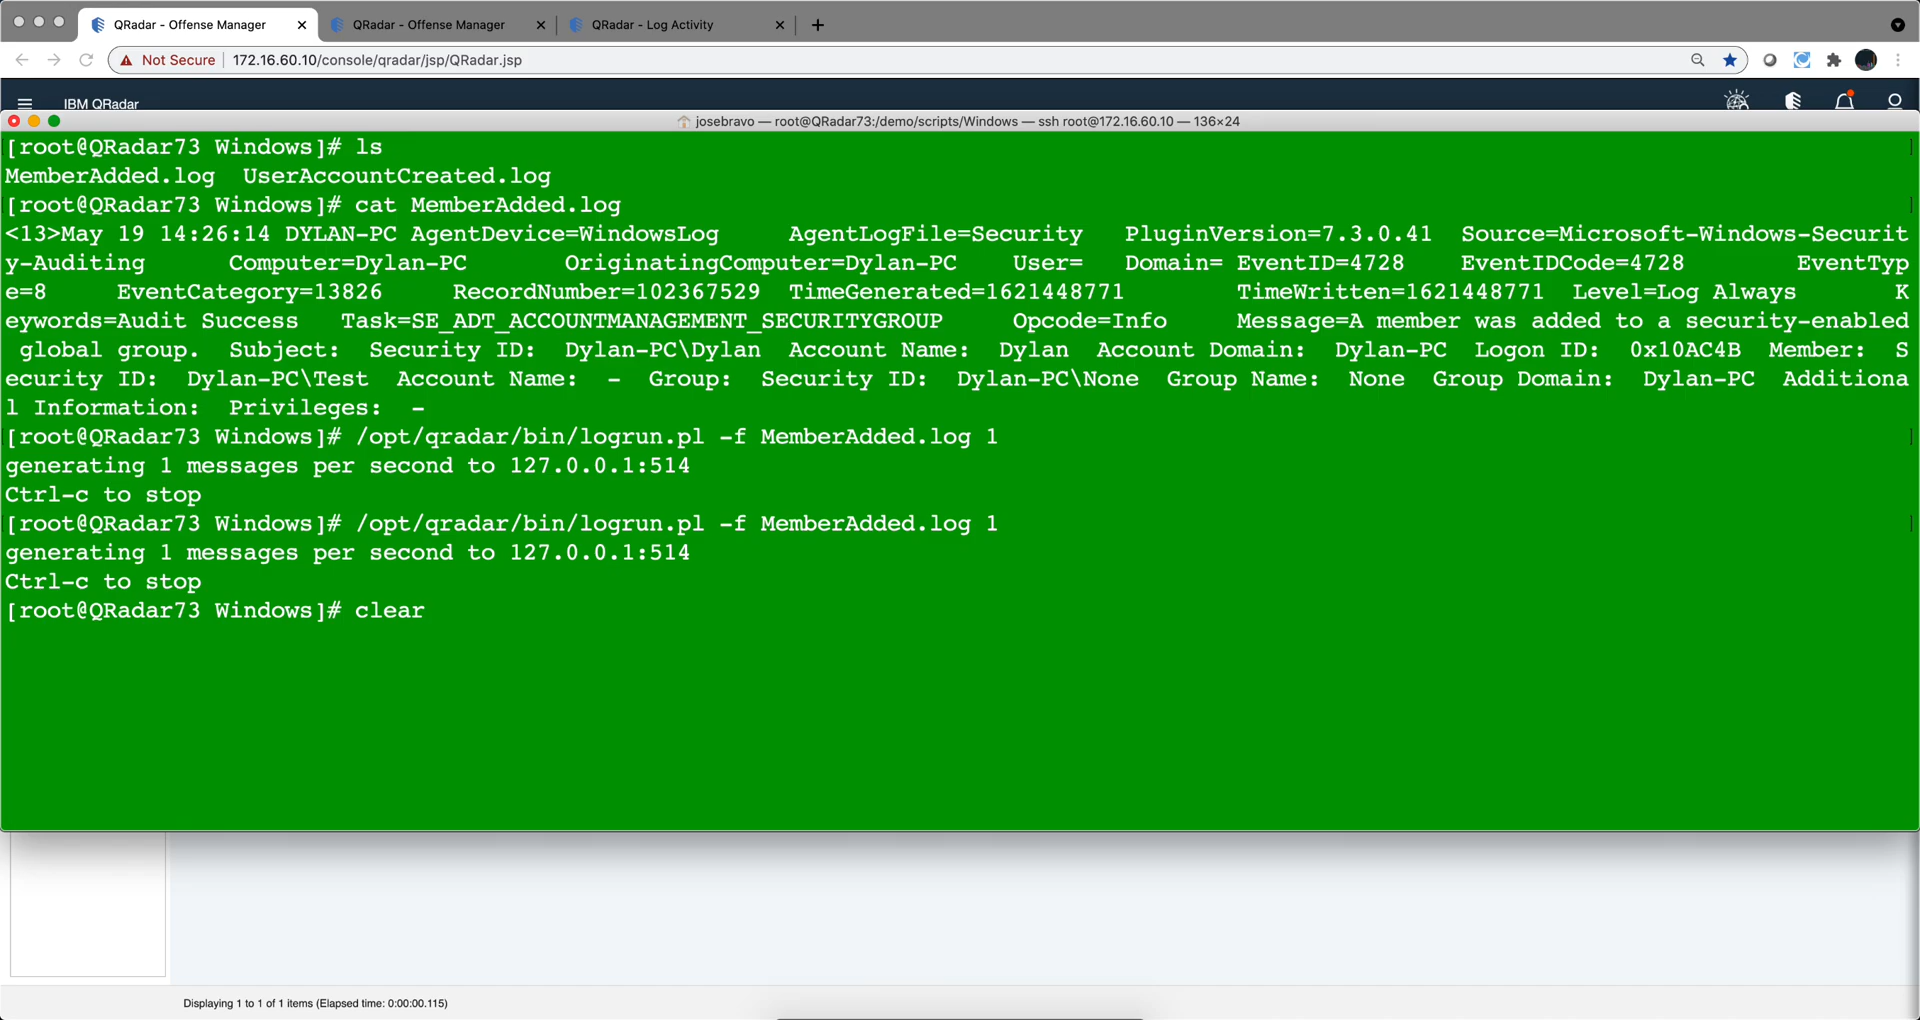 QRadar - Offense Manager
QRadar - Offense Manager
QRadar - Log Activity
Not Secure
172.16.60.10/console/qradar/jsp/QRadar.jsp
IBM QRadar
josebravo — root@QRadar73:/demo/scripts/Windows — ssh root@172.16.60.10 — 136×24
[root@QRadar73 Windows]# ls
MemberAdded.log  UserAccountCreated.log
[root@QRadar73 Windows]# cat MemberAdded.log
<13>May 19 14:26:14 DYLAN-PC AgentDevice=WindowsLog     AgentLogFile=Security   PluginVersion=7.3.0.41  Source=Microsoft-Windows-Securit
y-Auditing      Computer=Dylan-PC       OriginatingComputer=Dylan-PC    User=   Domain= EventID=4728    EventIDCode=4728        EventTyp
e=8     EventCategory=13826     RecordNumber=102367529  TimeGenerated=1621448771        TimeWritten=1621448771  Level=Log Always       K
eywords=Audit Success   Task=SE_ADT_ACCOUNTMANAGEMENT_SECURITYGROUP     Opcode=Info     Message=A member was added to a security-enabled
 global group.  Subject:  Security ID:  Dylan-PC\Dylan  Account Name:  Dylan  Account Domain:  Dylan-PC  Logon ID:  0x10AC4B  Member:  S
ecurity ID:  Dylan-PC\Test  Account Name:  -  Group:  Security ID:  Dylan-PC\None  Group Name:  None  Group Domain:  Dylan-PC  Additiona
l Information:  Privileges:  -
[root@QRadar73 Windows]# /opt/qradar/bin/logrun.pl -f MemberAdded.log 1
generating 1 messages per second to 127.0.0.1:514
Ctrl-c to stop
[root@QRadar73 Windows]# /opt/qradar/bin/logrun.pl -f MemberAdded.log 1
generating 1 messages per second to 127.0.0.1:514
Ctrl-c to stop
[root@QRadar73 Windows]# clear
Displaying 1 to 1 of 1 items (Elapsed time: 0:00:00.115)